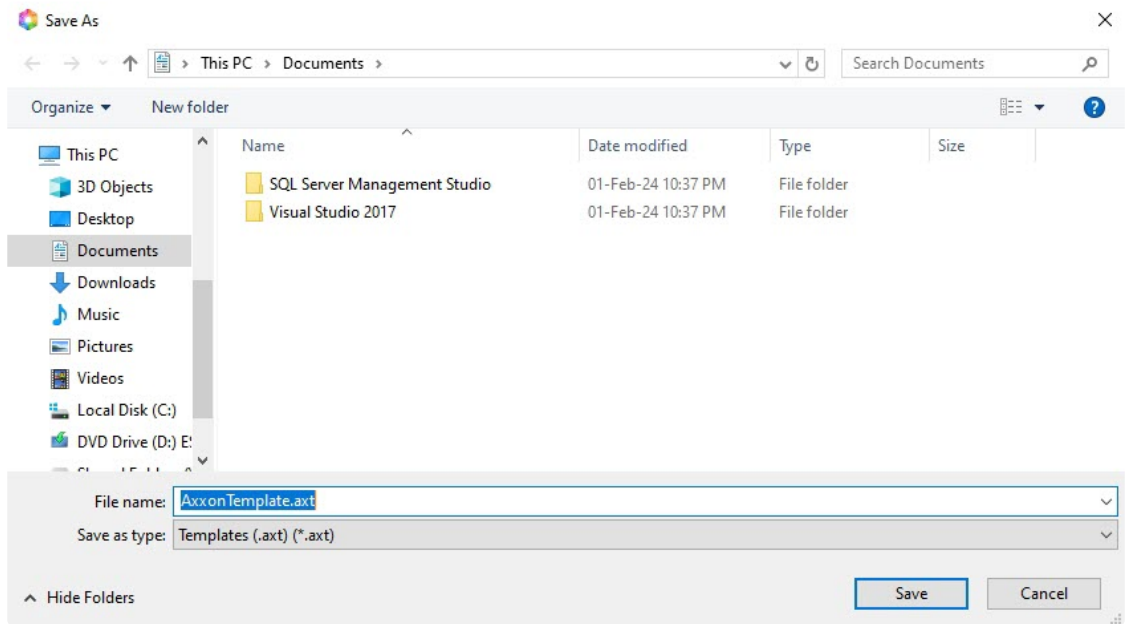 Save As
This PC > Documents >
Search Documents
Organize
New folder
Name
Date modified
Type
Size
This PC
3D Objects
Desktop
Documents
Downloads
Music
Pictures
Videos
Local Disk (C:)
DVD Drive (D:)
SQL Server Management Studio
01-Feb-24 10:37 PM
File folder
Visual Studio 2017
01-Feb-24 10:37 PM
File folder
File name: AxxonTemplate.axt
Save as type: Templates (.axt) (*.axt)
Hide Folders
Save
Cancel